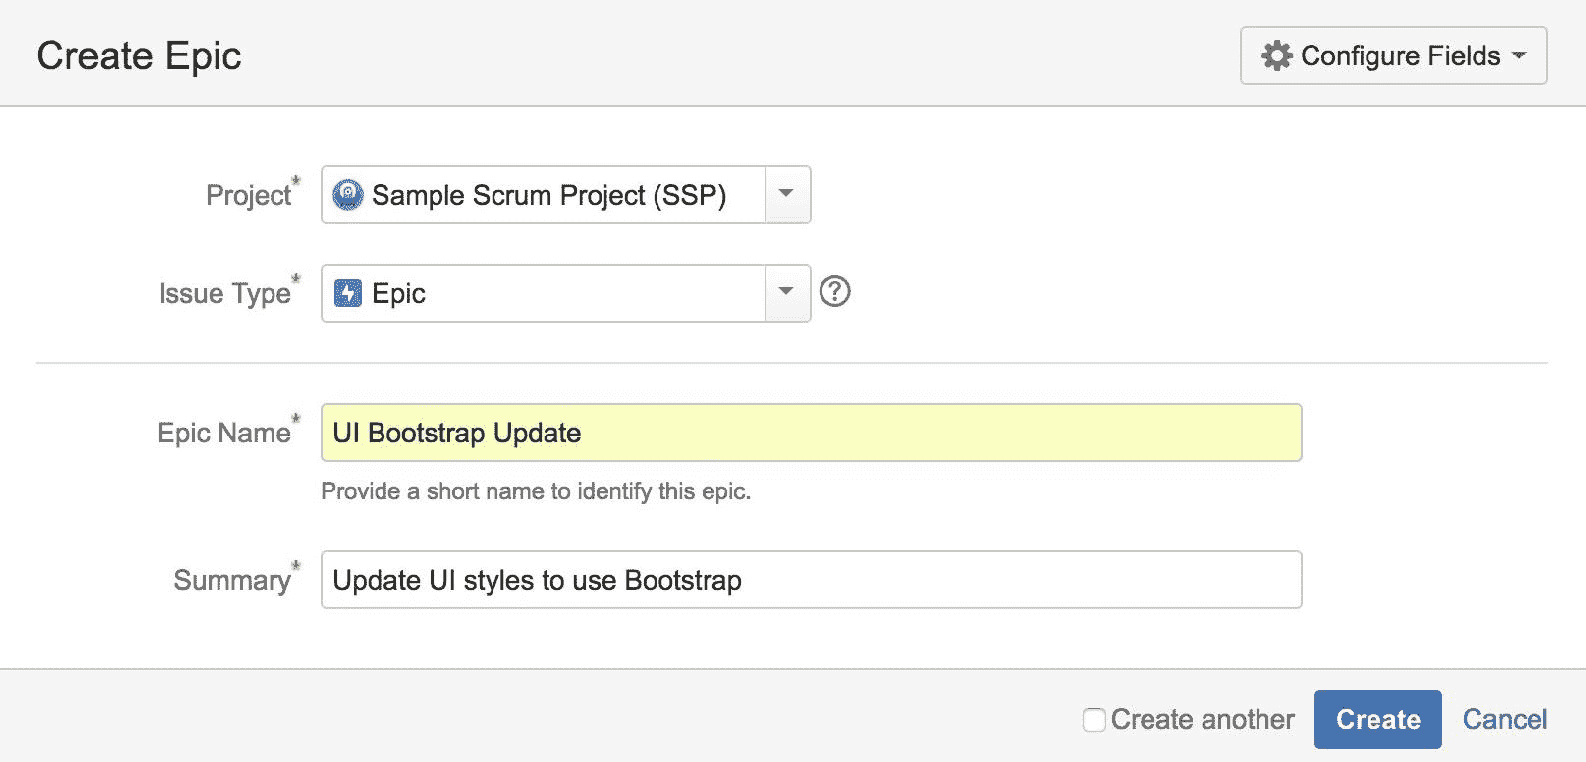 Create Epic
Configure Fields
Project*
Sample Scrum Project (SSP)
Issue Type*
Epic
?
Epic Name*
UI Bootstrap Update
Provide a short name to identify this epic.
Summary*
Update UI styles to use Bootstrap
Create another
Create
Cancel